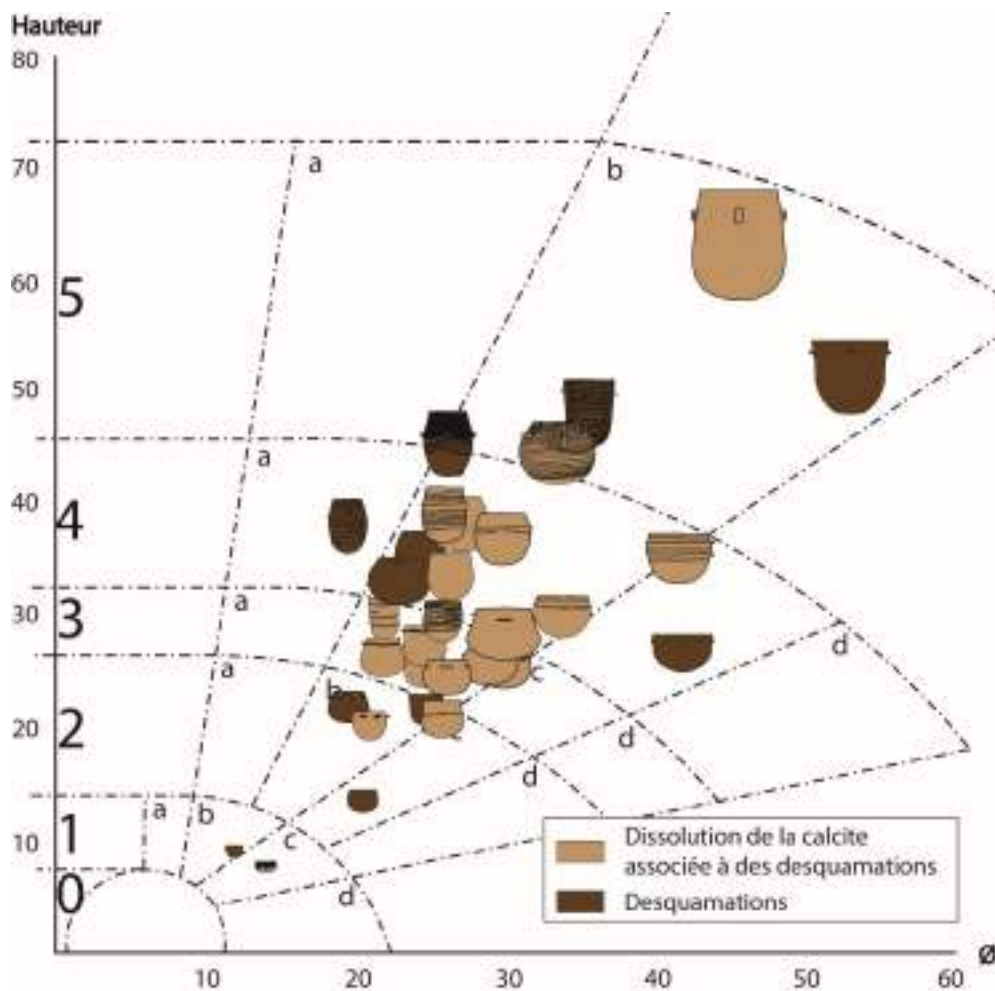 Hauteur
80
70
a
b
60
5
50
a
40
4
a
30
3
a
c
d
b
20
2
d
d
a
b
1
c
10
0
d
Dissolution de la calcite
associée à des desquamations
Desquamations
10
20
30
40
50
60
Ø